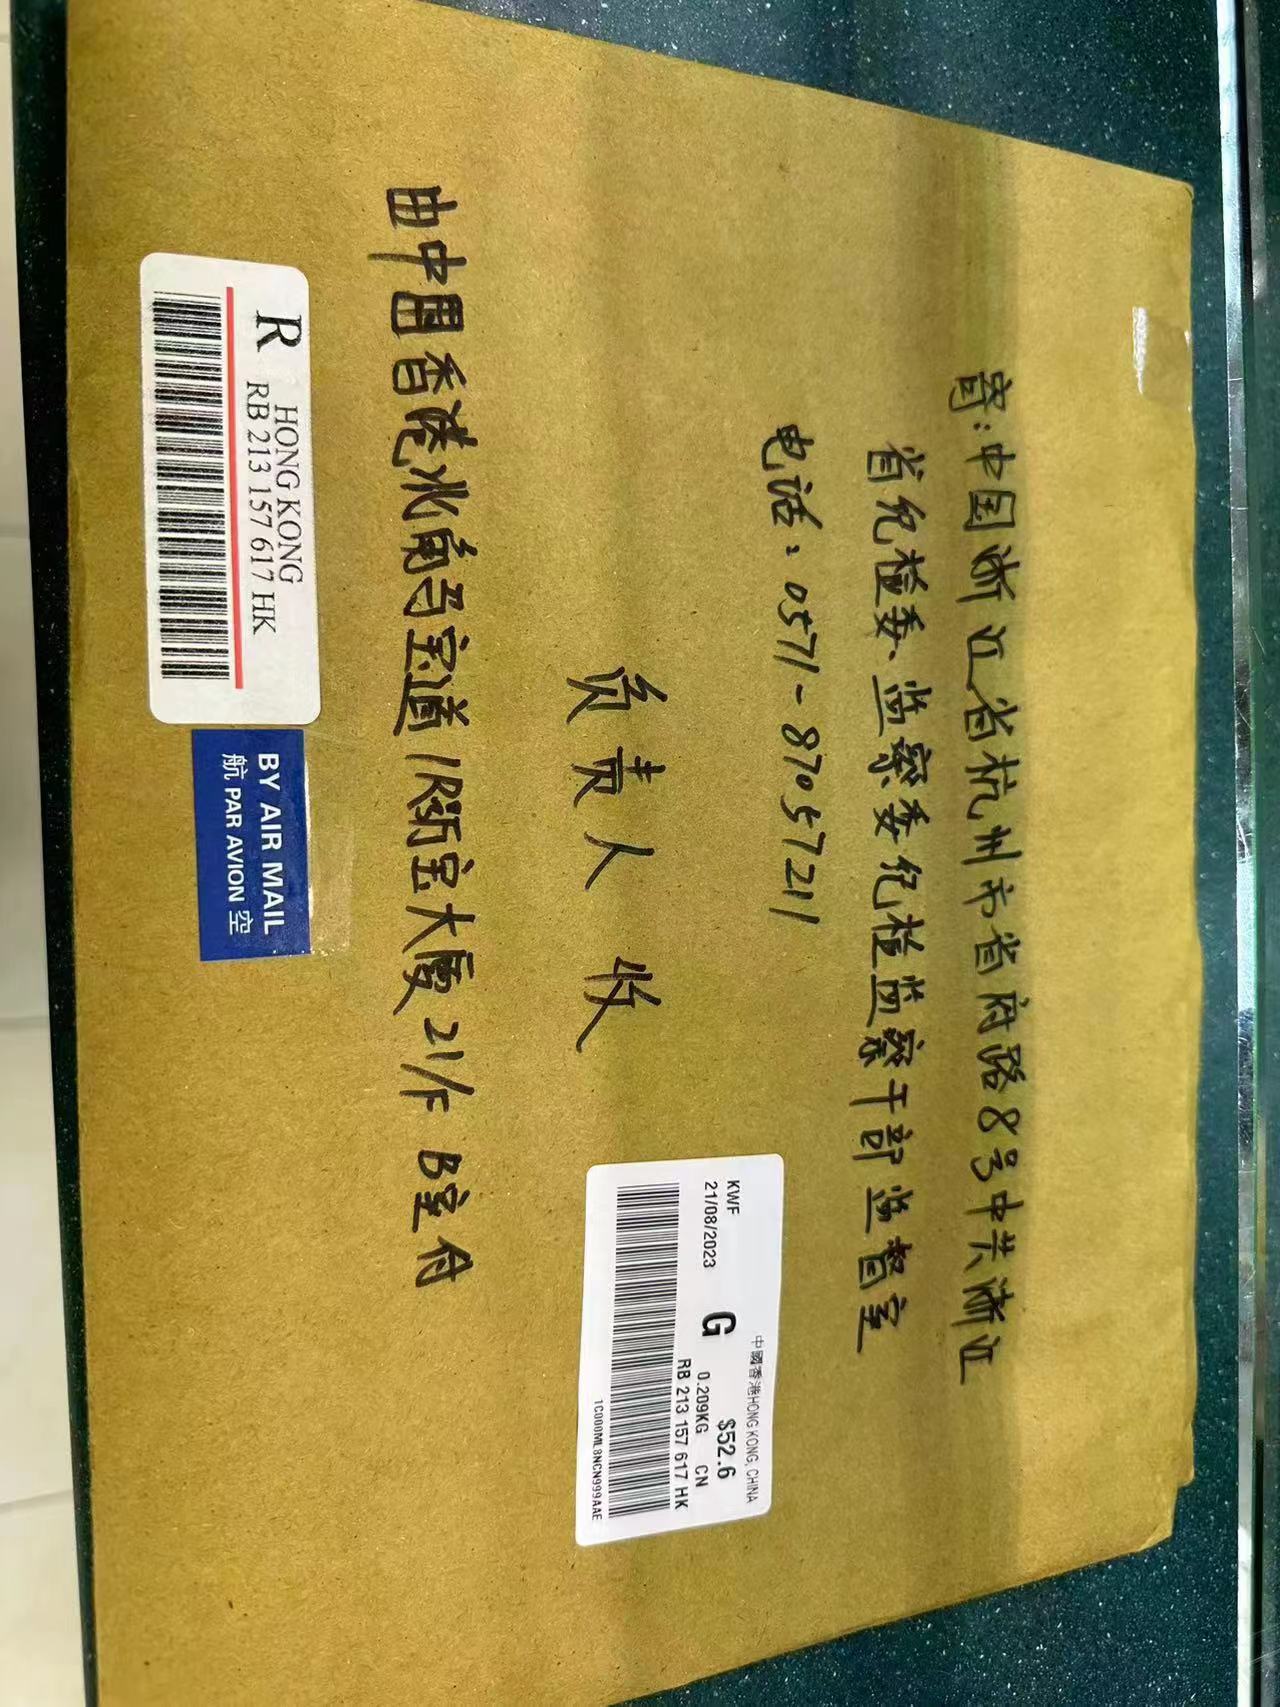 寄:中国浙江省杭州市省府路8号中共浙江
省纪检委、监察委纪检监察干部监督室
电话:0571-87057211
负责人 收
由中国香港北角马宝道1R浙宝大厦21/F B室付
R
HONG KONG
RB 213 157 617 HK
BY AIR MAIL
航 PAR AVION 空
中國香港HONG KONG, CHINA
KWF
21/08/2023
G
$52.6
0.209KG CN
RB 213 157 617 HK
1C000ML8NCN999AAE